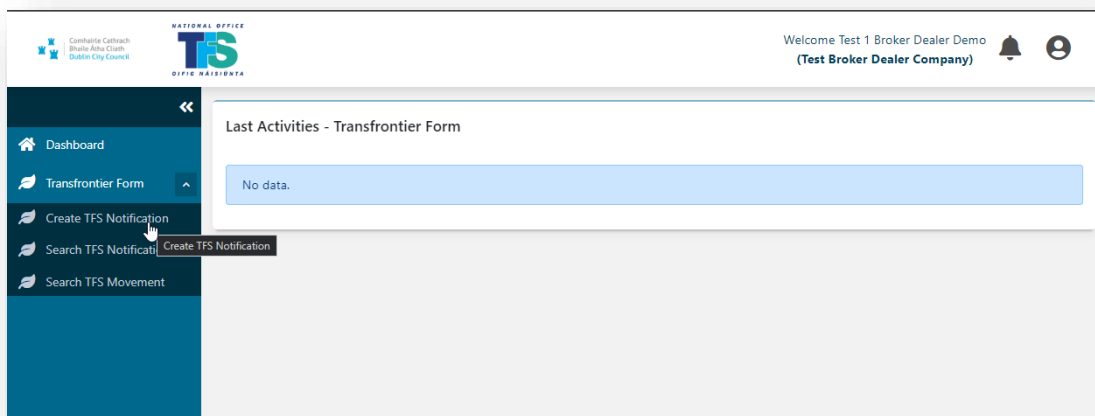 Comhairle Cathrach
Bhaile Átha Cliath
Dublin City Council
NATIONAL OFFICE
TFS
OIFIG NÁISIÚNTA
Welcome Test 1 Broker Dealer Demo
(Test Broker Dealer Company)
Last Activities - Transfrontier Form
No data.
Dashboard
Transfrontier Form
Create TFS Notification
Search TFS Notificati
Create TFS Notification
Search TFS Movement